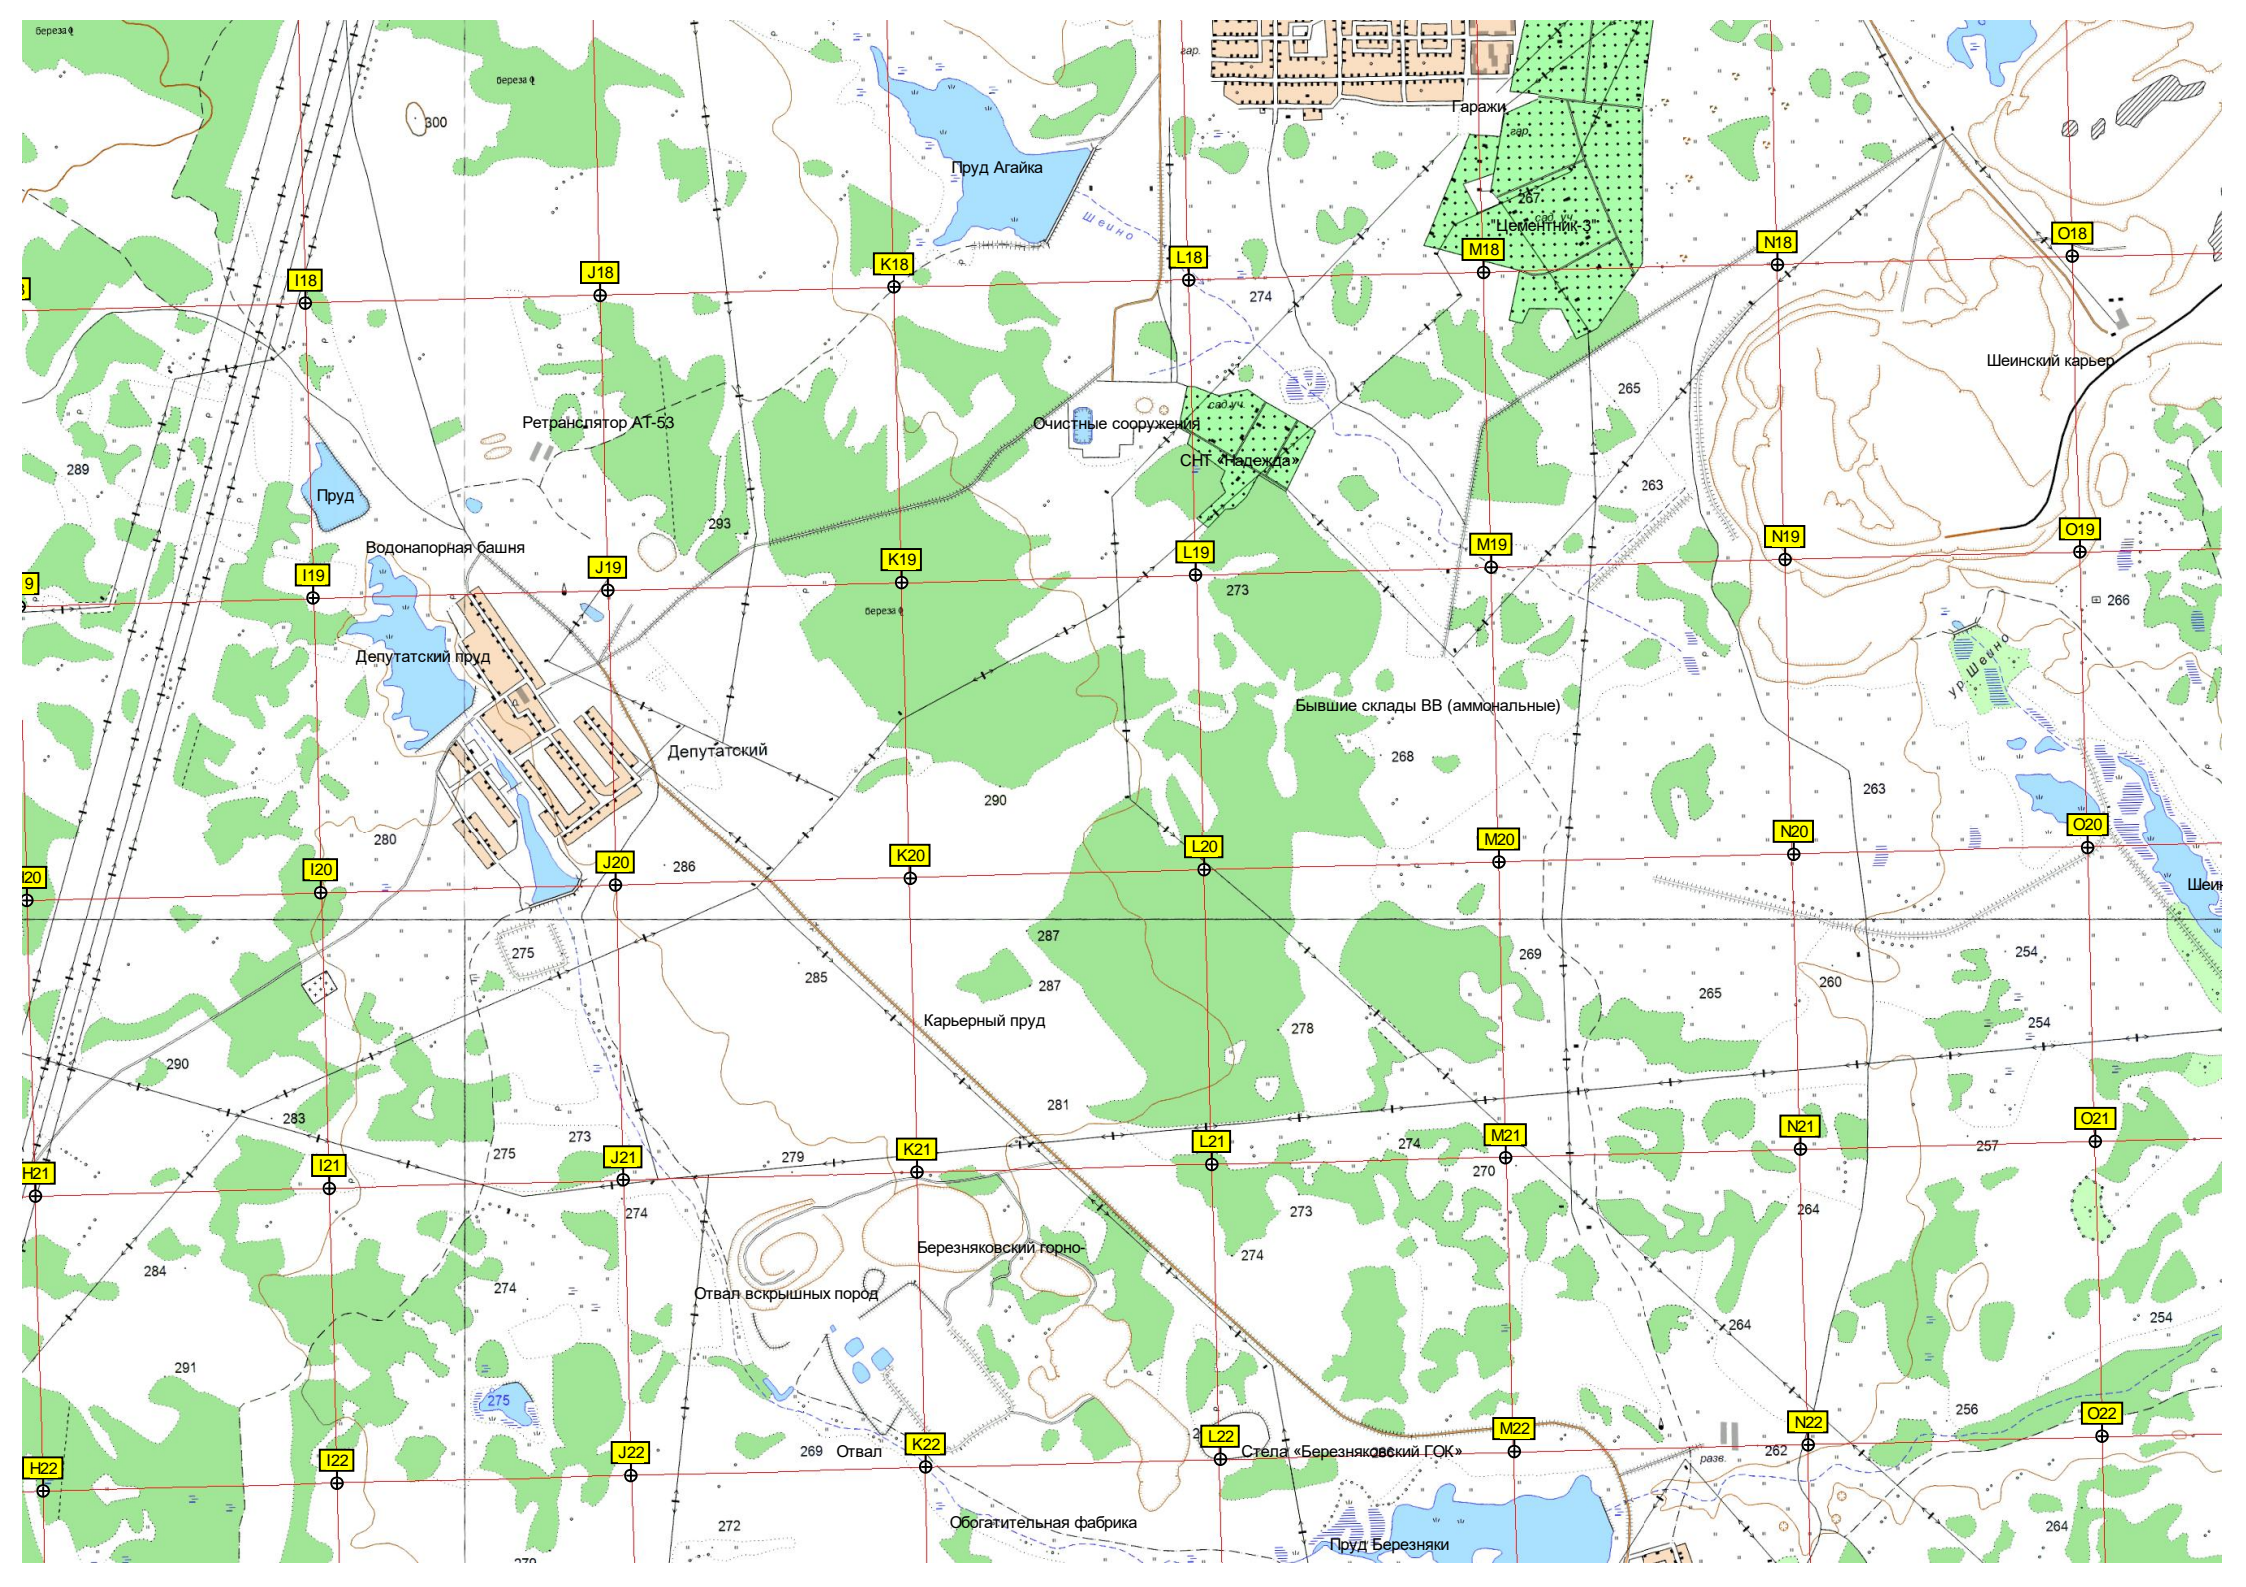 береза
гар.
300
береза
Гаражи
гар.
Пруд Агайка
267
сад. уч.
"Цементник-3"
Шеино
I18
J18
K18
L18
M18
N18
O18
274
Шеинский карьер
265
сад.уч.
Ретранслятор АТ-53
Очистные сооружения
СНТ «Надежда»
289
Пруд
263
293
Водонапорная башня
I19
J19
K19
L19
M19
N19
O19
9
273
266
береза
Депутатский пруд
ур. Шеино
Бывшие склады ВВ (аммональные)
Депутатский
268
290
263
280
286
I20
J20
K20
L20
M20
N20
O20
20
Шеин
287
275
285
287
269
254
265
260
Карьерный пруд
278
254
290
283
281
273
275
279
274
270
257
H21
I21
J21
K21
L21
M21
N21
O21
274
273
264
284
274
Березняковский горно-
274
Отвал вскрышных пород
264
254
291
275
256
269
Отвал
Стела «Березняковский ГОК»
262
разв.
H22
I22
J22
K22
L22
M22
N22
O22
272
Обогатительная фабрика
264
Пруд Березняки